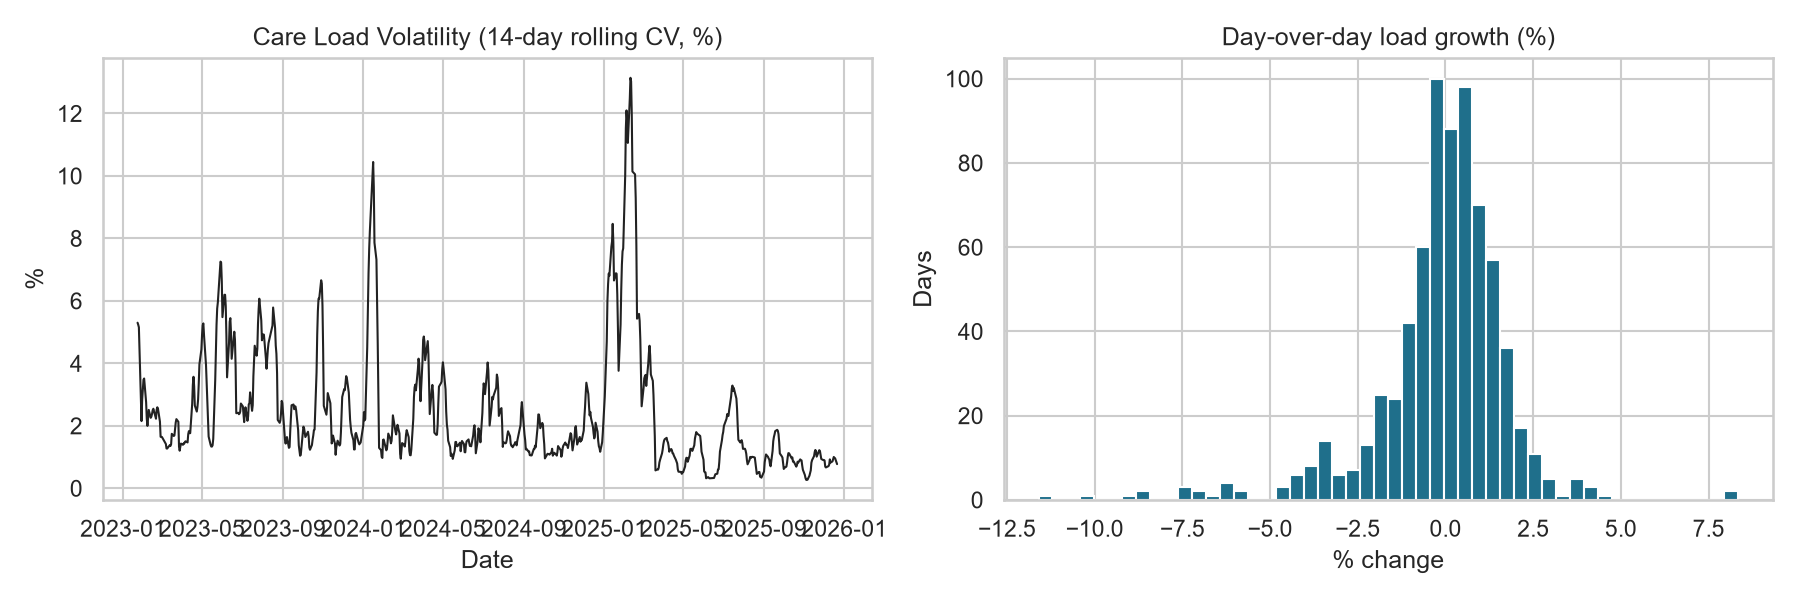 Care Load Volatility (14-day rolling CV, %)
%
12
10
8
6
4
2
0
2023-01 2023-05 2023-09 2024-01 2024-05 2024-09 2025-01 2025-05 2025-09 2026-01
Date
Day-over-day load growth (%)
Days
100
80
60
40
20
0
−12.5 −10.0 −7.5 −5.0 −2.5 0.0 2.5 5.0 7.5
% change